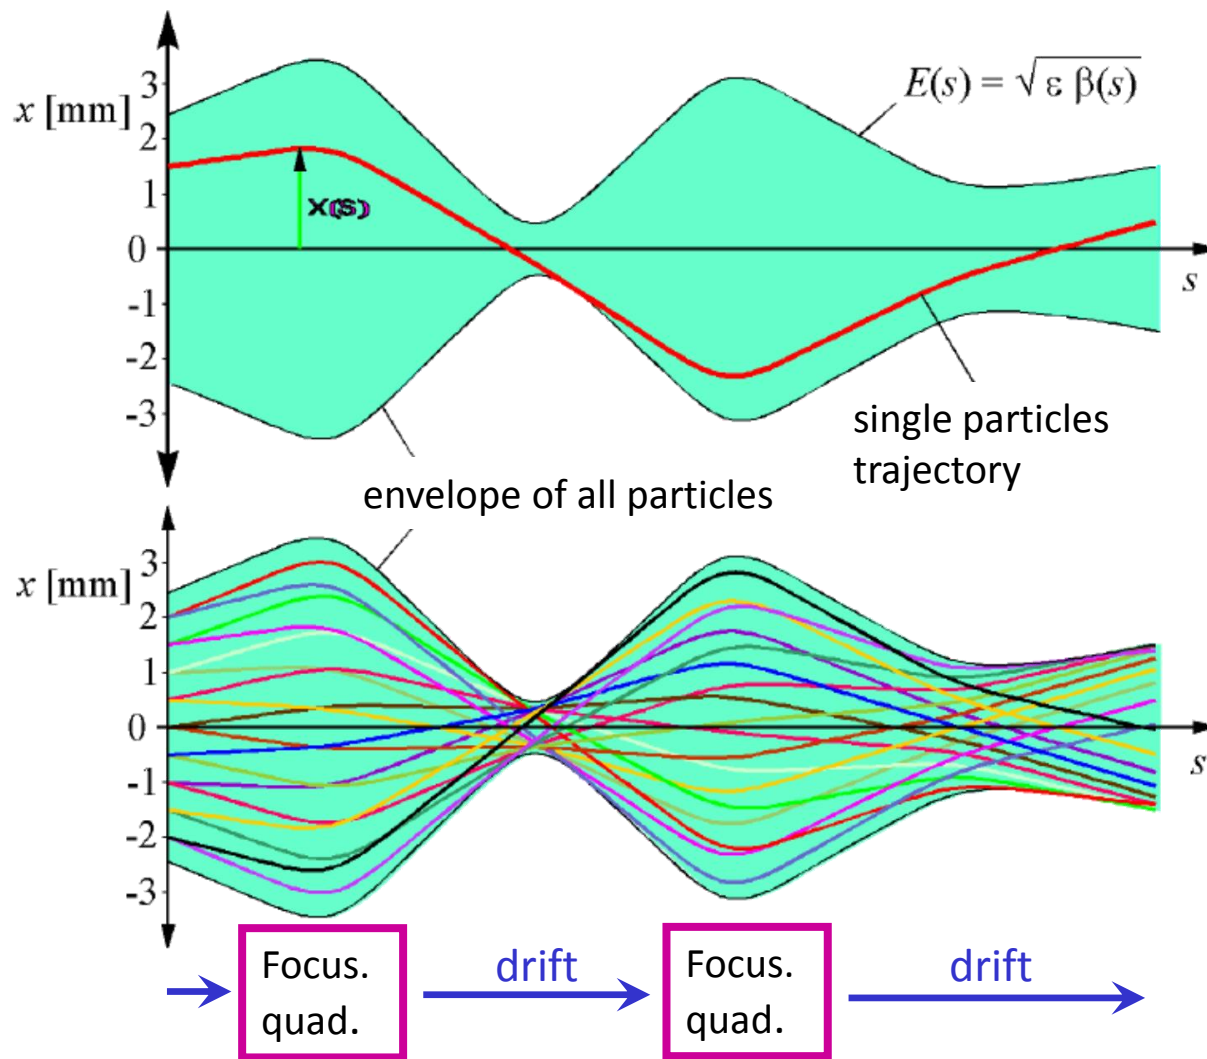 3
x [mm]
2
1
0
-1
-2
-3
E(s) = √ε β(s)
X(S)
s
single particles
trajectory
envelope of all particles
3
x [mm]
2
1
0
-1
-2
-3
s
Focus.
quad.
drift
Focus.
quad.
drift